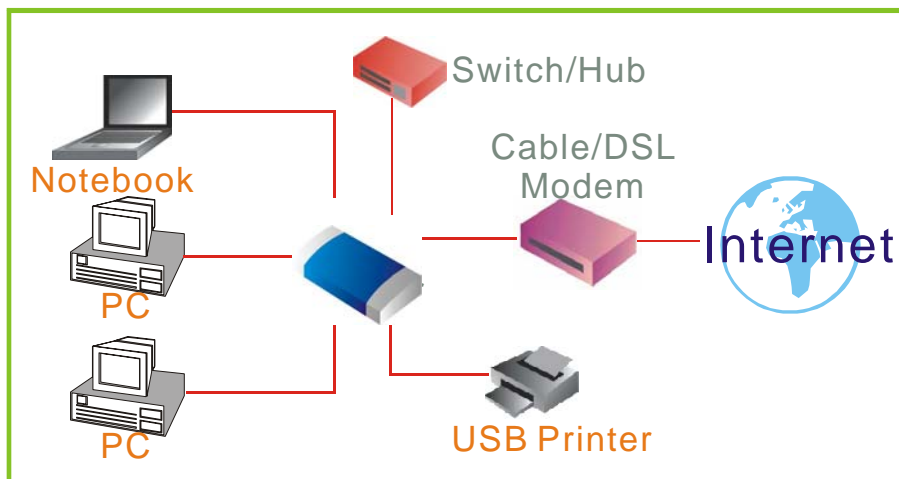 Switch/Hub
Cable/DSL
Modem
Notebook
Internet
PC
PC
USB Printer